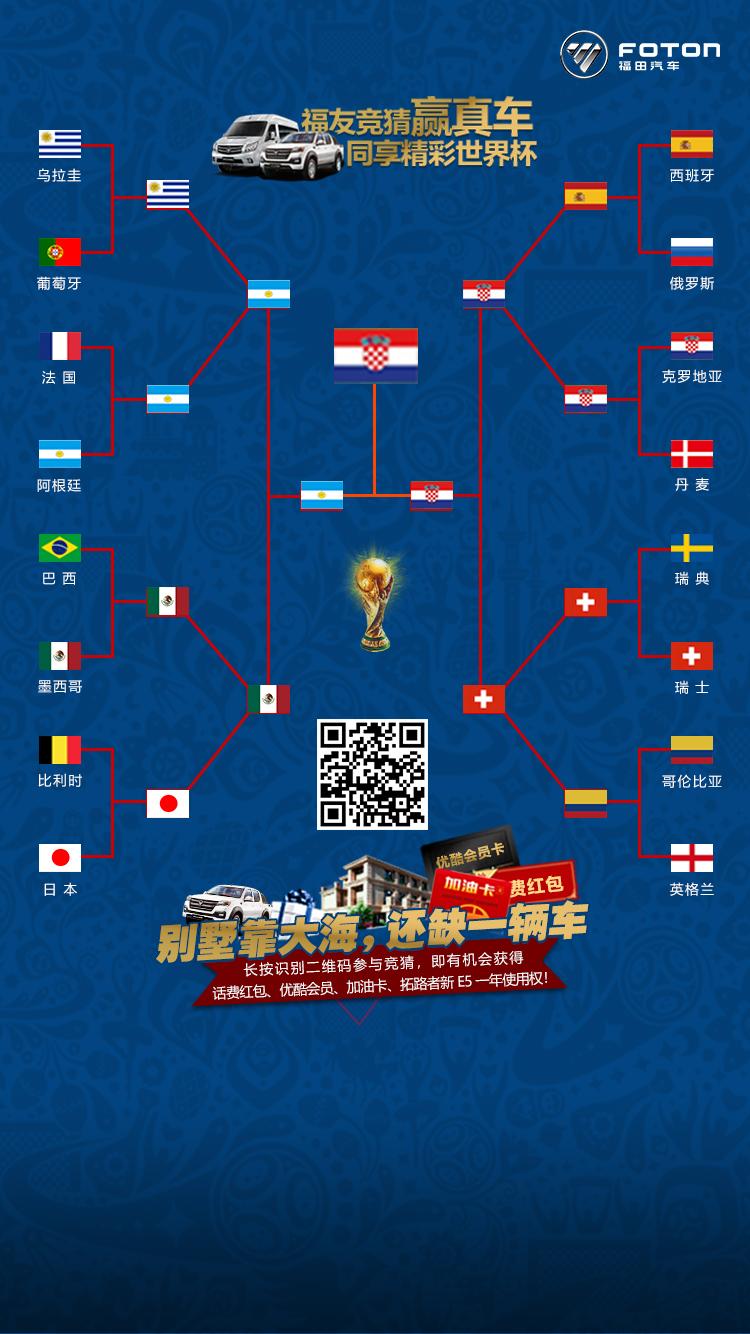 FOTON
福田汽车
福友竞猜赢真车
同享精彩世界杯
乌拉圭
西班牙
葡萄牙
俄罗斯
法 国
克罗地亚
阿根廷
丹 麦
巴 西
瑞 典
墨西哥
瑞 士
比利时
哥伦比亚
日 本
英格兰
优酷会员卡
加油卡
费红包
别墅靠大海，还缺一辆车
长按识别二维码参与竞猜，即有机会获得
话费红包、优酷会员、加油卡、拓路者新 E5 一年使用权！